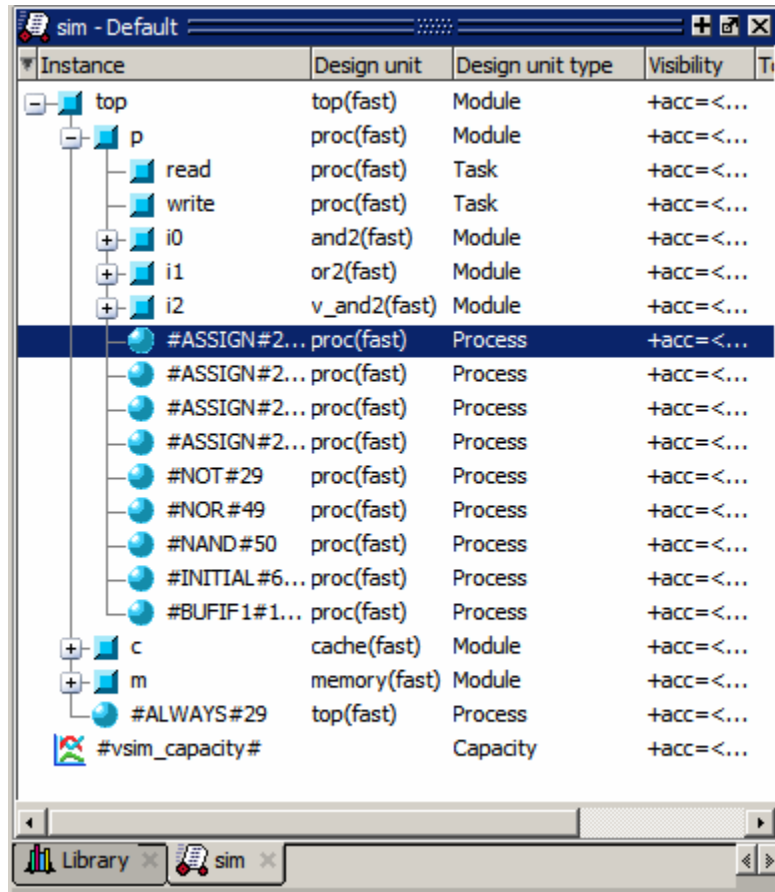 sim - Default
Instance Design unit Design unit type Visibility T
top top(fast) Module +acc=<...
p proc(fast) Module +acc=<...
read proc(fast) Task +acc=<...
write proc(fast) Task +acc=<...
i0 and2(fast) Module +acc=<...
i1 or2(fast) Module +acc=<...
i2 v_and2(fast) Module +acc=<...
#ASSIGN#2... proc(fast) Process +acc=<...
#ASSIGN#2... proc(fast) Process +acc=<...
#ASSIGN#2... proc(fast) Process +acc=<...
#ASSIGN#2... proc(fast) Process +acc=<...
#NOT#29 proc(fast) Process +acc=<...
#NOR#49 proc(fast) Process +acc=<...
#NAND#50 proc(fast) Process +acc=<...
#INITIAL#6... proc(fast) Process +acc=<...
#BUFIF1#1... proc(fast) Process +acc=<...
c cache(fast) Module +acc=<...
m memory(fast) Module +acc=<...
#ALWAYS#29 top(fast) Process +acc=<...
#vsim_capacity# Capacity +acc=<...
Library sim